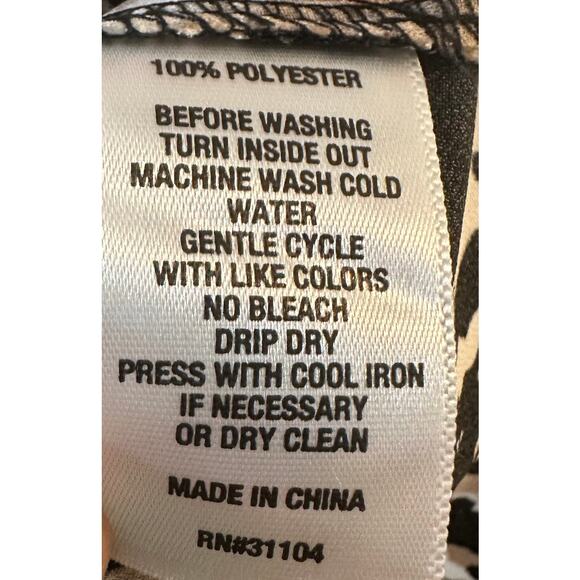 100% POLYESTER
BEFORE WASHING
TURN INSIDE OUT
MACHINE WASH COLD
WATER
GENTLE CYCLE
WITH LIKE COLORS
NO BLEACH
DRIP DRY
PRESS WITH COOL IRON
IF NECESSARY
OR DRY CLEAN
MADE IN CHINA
RN#31104